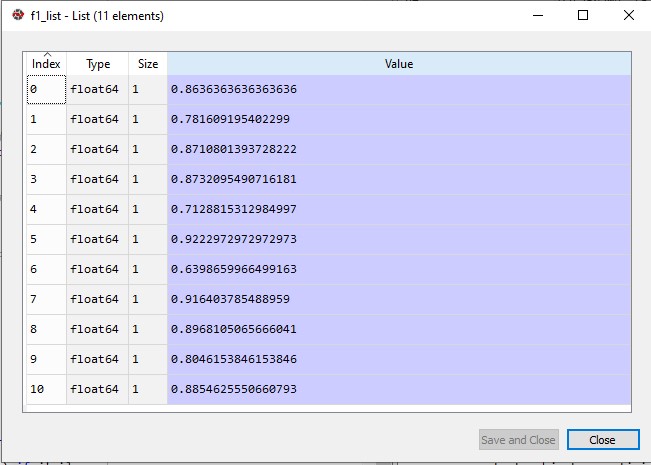 f1_list - List (11 elements)
Index Type Size Value
0 float64 1 0.8636363636363636
1 float64 1 0.781609195402299
2 float64 1 0.8710801393728222
3 float64 1 0.8732095490716181
4 float64 1 0.7128815312984997
5 float64 1 0.9222972972972973
6 float64 1 0.6398659966499163
7 float64 1 0.916403785488959
8 float64 1 0.8968105065666041
9 float64 1 0.8046153846153846
10 float64 1 0.8854625550660793
Save and Close Close